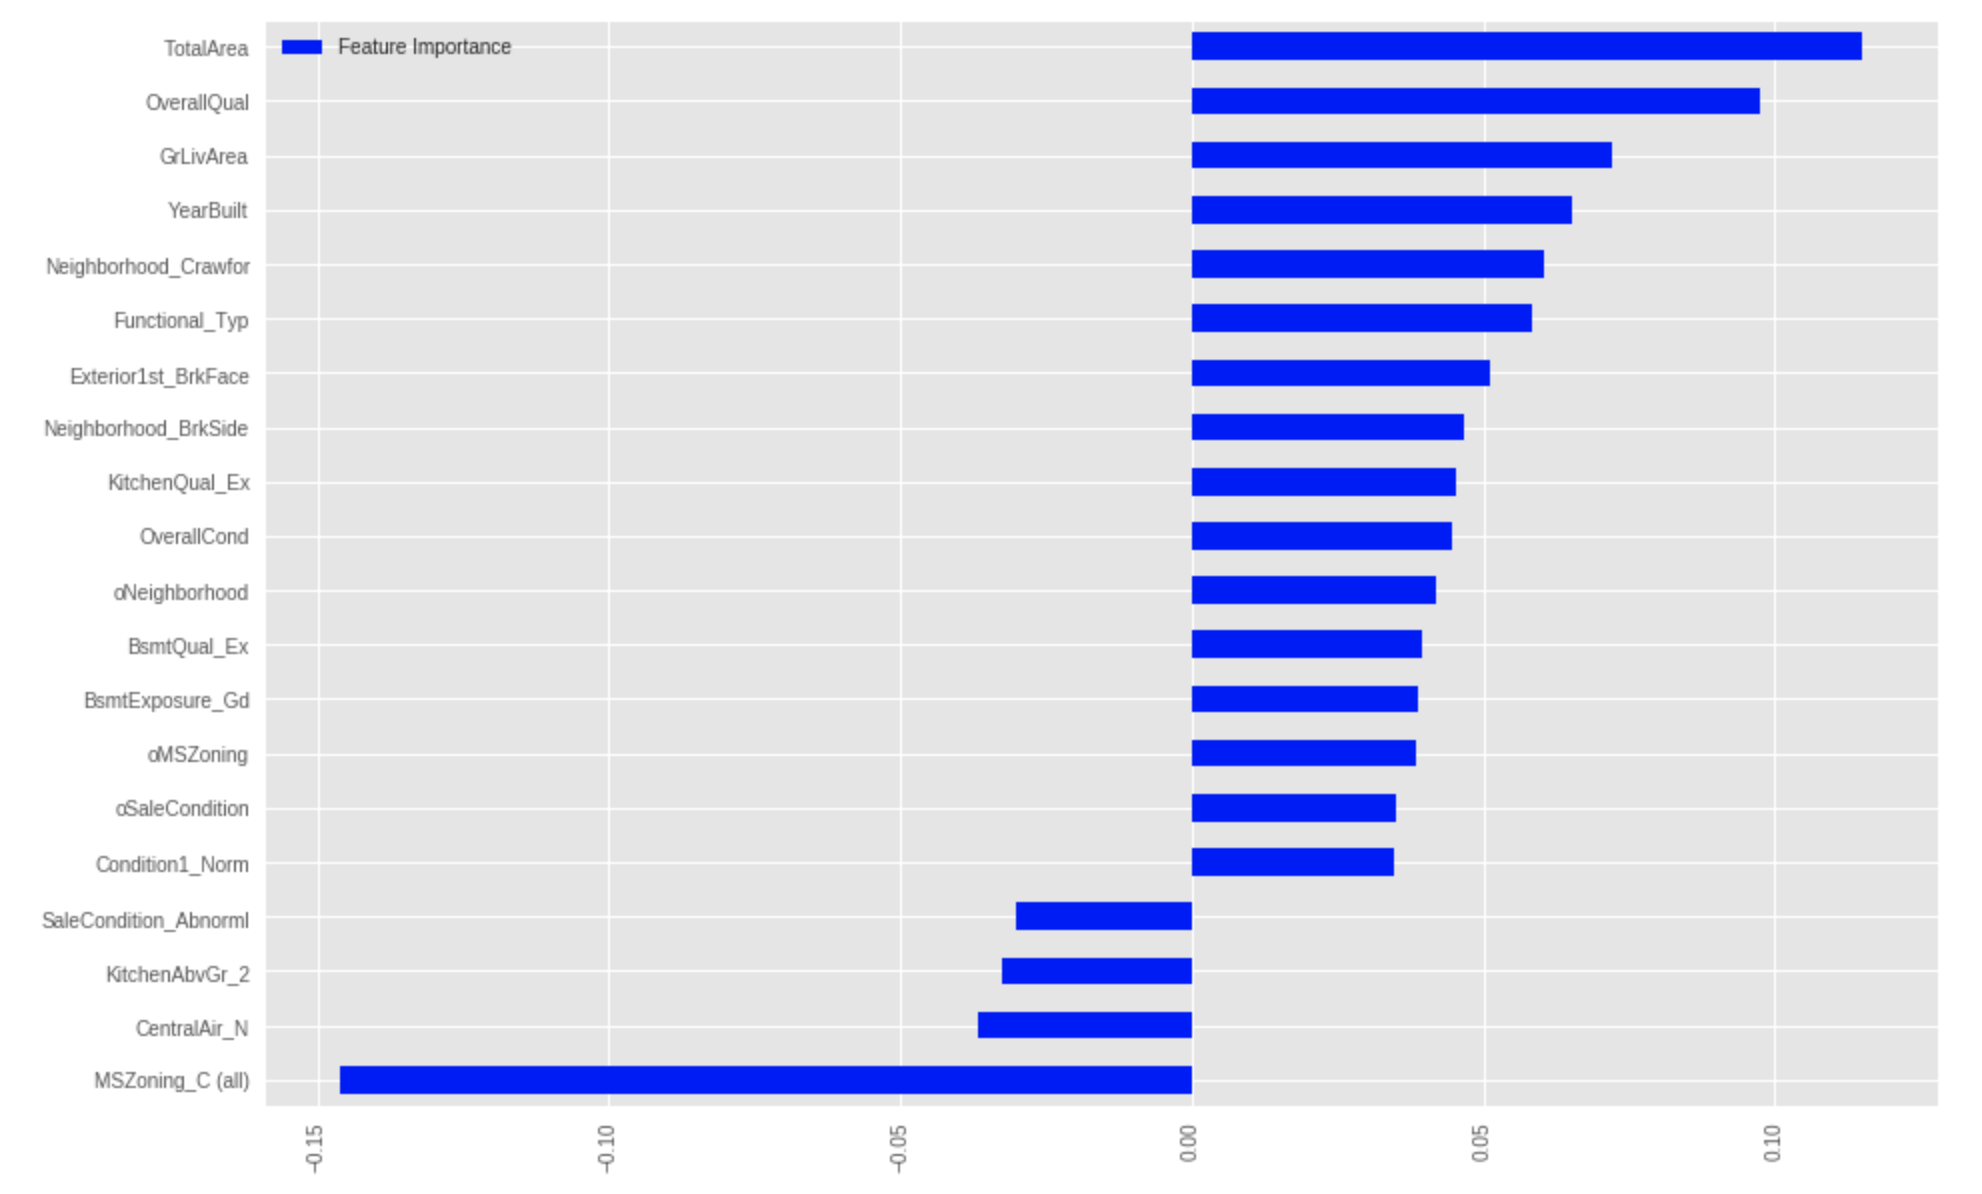 TotalArea
Feature Importance
OverallQual
GrLivArea
YearBuilt
Neighborhood_Crawfor
Functional_Typ
Exterior1st_BrkFace
Neighborhood_BrkSide
KitchenQual_Ex
OverallCond
oNeighborhood
BsmtQual_Ex
BsmtExposure_Gd
oMSZoning
oSaleCondition
Condition1_Norm
SaleCondition_Abnorml
KitchenAbvGr_2
CentralAir_N
MSZoning_C (all)
−0.15
−0.10
−0.05
0.00
0.05
0.10